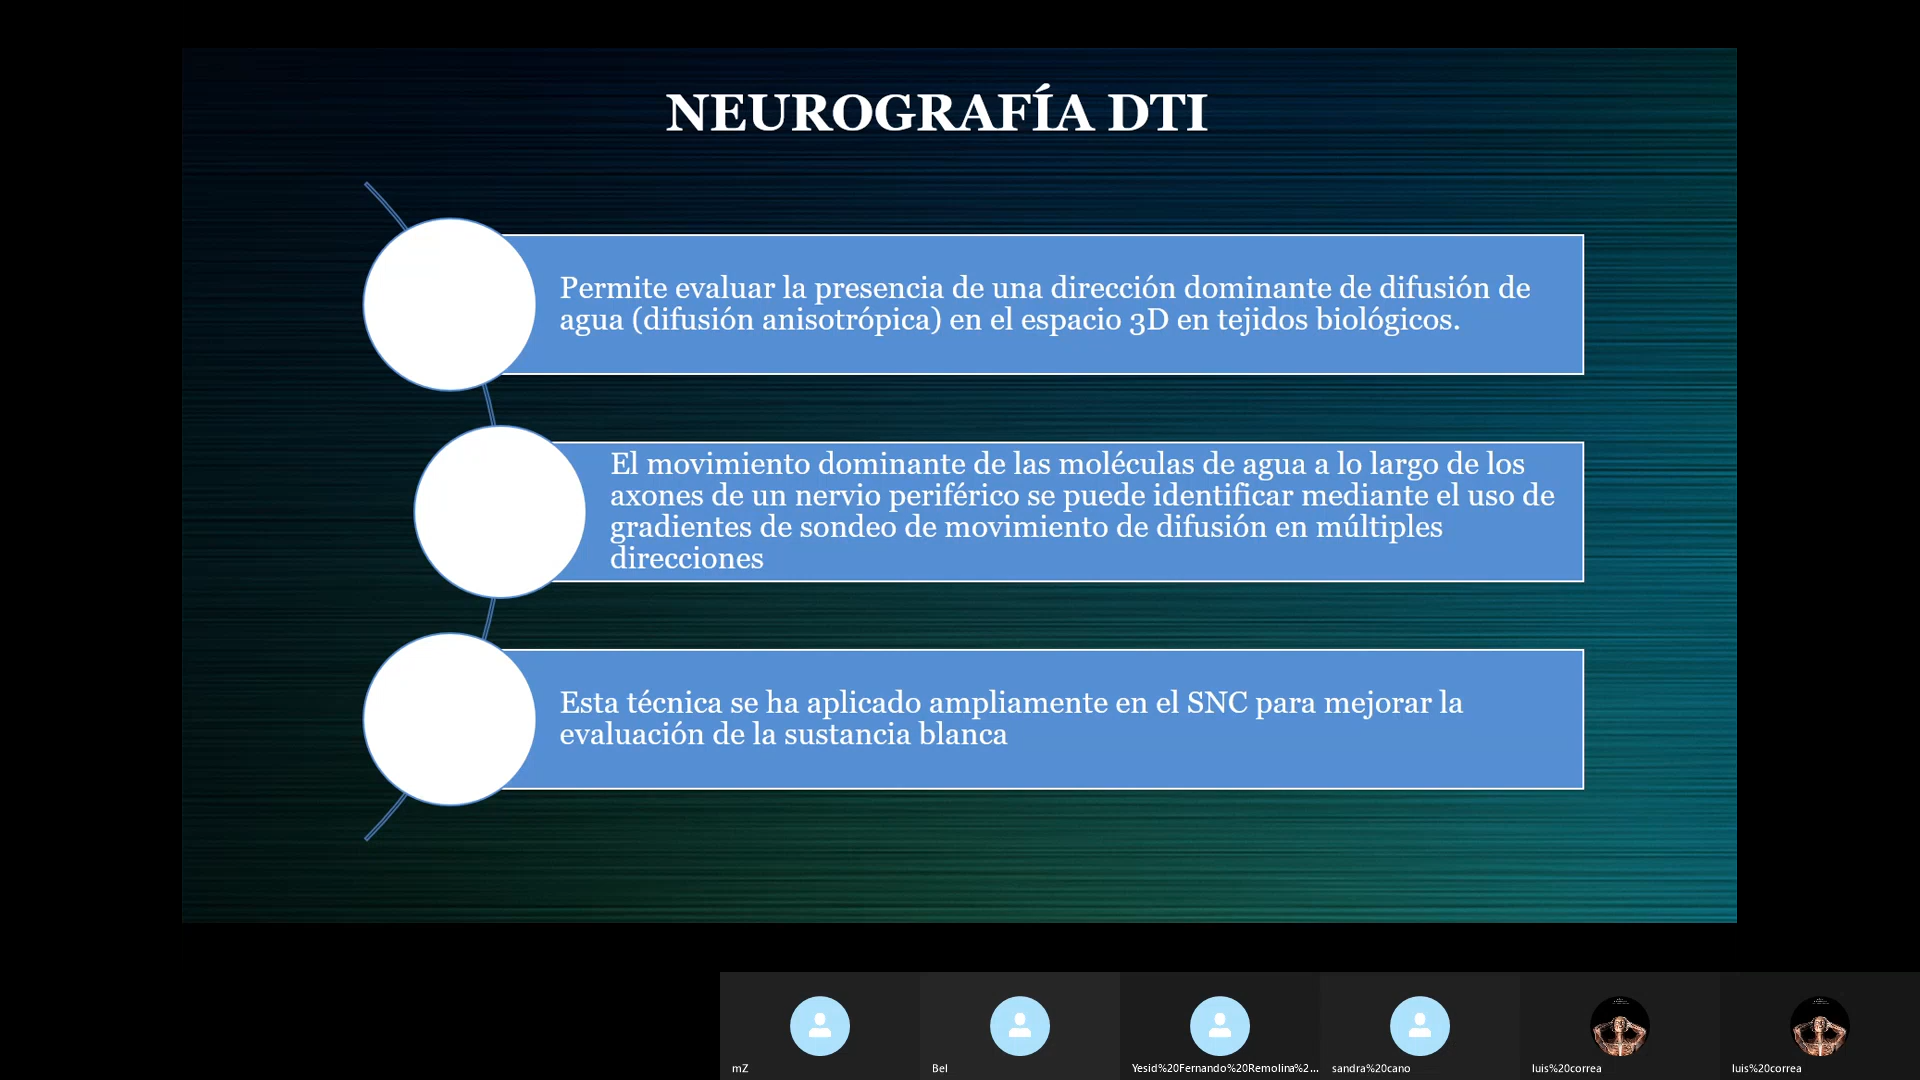 NEUROGRAFÍA DTI
Permite evaluar la presencia de una dirección dominante de difusión de
agua (difusión anisotrópica) en el espacio 3D en tejidos biológicos.
El movimiento dominante de las moléculas de agua a lo largo de los
axones de un nervio periférico se puede identificar mediante el uso de
gradientes de sondeo de movimiento de difusión en múltiples
direcciones
Esta técnica se ha aplicado ampliamente en el SNC para mejorar la
evaluación de la sustancia blanca
mZ
Bel
Yesid%20Fernando%20Remolina%2...
sandra%20cano
luis%20correa
luis%20correa